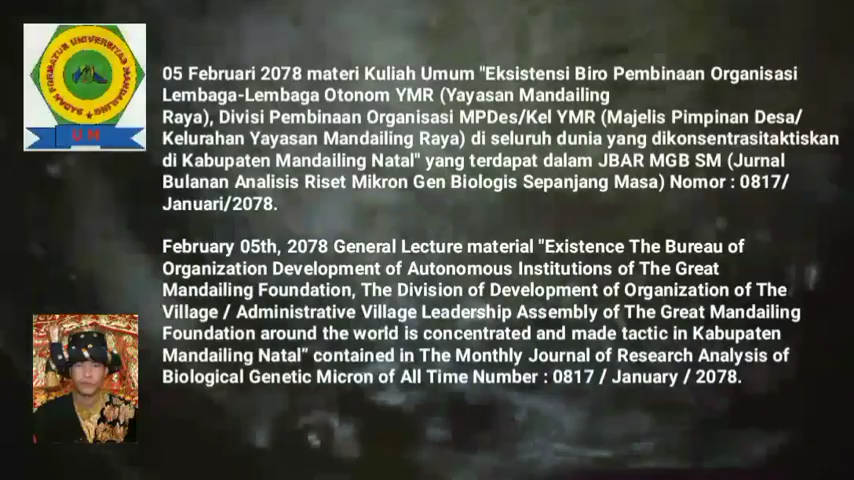 BADAN FORMATUR UNIVERSITAS MANDAILING
U M
05 Februari 2078 materi Kuliah Umum "Eksistensi Biro Pembinaan Organisasi
Lembaga-Lembaga Otonom YMR (Yayasan Mandailing
Raya), Divisi Pembinaan Organisasi MPDes/Kel YMR (Majelis Pimpinan Desa/
Kelurahan Yayasan Mandailing Raya) di seluruh dunia yang dikonsentrasitaktiskan
di Kabupaten Mandailing Natal" yang terdapat dalam JBAR MGB SM (Jurnal
Bulanan Analisis Riset Mikron Gen Biologis Sepanjang Masa) Nomor : 0817/
Januari/2078.
February 05th, 2078 General Lecture material "Existence The Bureau of
Organization Development of Autonomous Institutions of The Great
Mandailing Foundation, The Division of Development of Organization of The
Village / Administrative Village Leadership Assembly of The Great Mandailing
Foundation around the world is concentrated and made tactic in Kabupaten
Mandailing Natal" contained in The Monthly Journal of Research Analysis of
Biological Genetic Micron of All Time Number : 0817 / January / 2078.